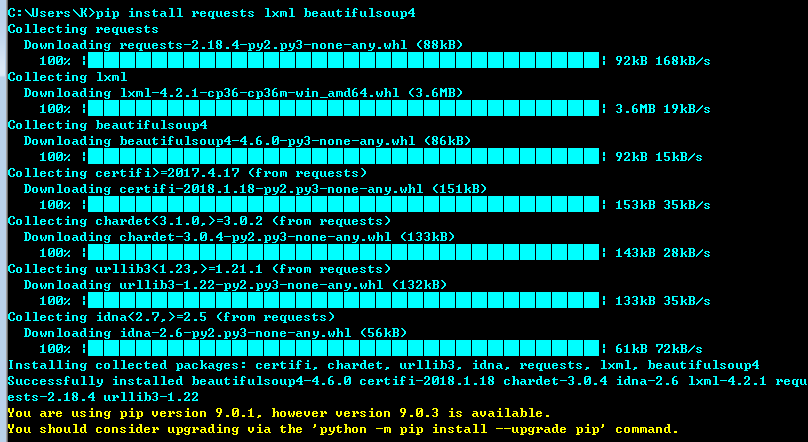 C:\Users\K>pip install requests lxml beautifulsoup4
Collecting requests
Downloading requests-2.18.4-py2.py3-none-any.whl (88kB)
100% |████████████████████████████████| 92kB 168kB/s
Collecting lxml
Downloading lxml-4.2.1-cp36-cp36m-win_amd64.whl (3.6MB)
100% |████████████████████████████████| 3.6MB 19kB/s
Collecting beautifulsoup4
Downloading beautifulsoup4-4.6.0-py3-none-any.whl (86kB)
100% |████████████████████████████████| 92kB 15kB/s
Collecting certifi>=2017.4.17 (from requests)
Downloading certifi-2018.1.18-py2.py3-none-any.whl (151kB)
100% |████████████████████████████████| 153kB 35kB/s
Collecting chardet<3.1.0,>=3.0.2 (from requests)
Downloading chardet-3.0.4-py2.py3-none-any.whl (133kB)
100% |████████████████████████████████| 143kB 28kB/s
Collecting urllib3<1.23,>=1.21.1 (from requests)
Downloading urllib3-1.22-py2.py3-none-any.whl (132kB)
100% |████████████████████████████████| 133kB 35kB/s
Collecting idna<2.7,>=2.5 (from requests)
Downloading idna-2.6-py2.py3-none-any.whl (56kB)
100% |████████████████████████████████| 61kB 72kB/s
Installing collected packages: certifi, chardet, urllib3, idna, requests, lxml, beautifulsoup4
Successfully installed beautifulsoup4-4.6.0 certifi-2018.1.18 chardet-3.0.4 idna-2.6 lxml-4.2.1 requ
ests-2.18.4 urllib3-1.22
You are using pip version 9.0.1, however version 9.0.3 is available.
You should consider upgrading via the 'python -m pip install --upgrade pip' command.